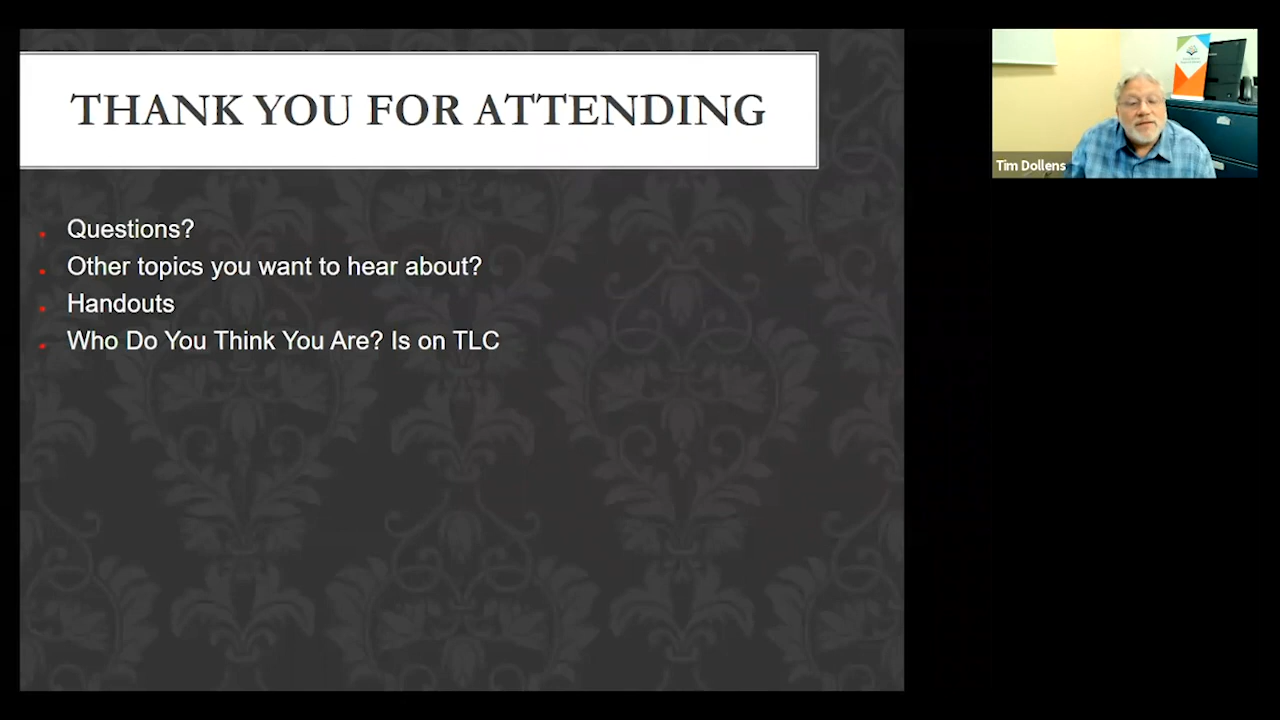 THANK YOU FOR ATTENDING
Questions?
Other topics you want to hear about?
Handouts
Who Do You Think You Are? Is on TLC
Tim Dollens